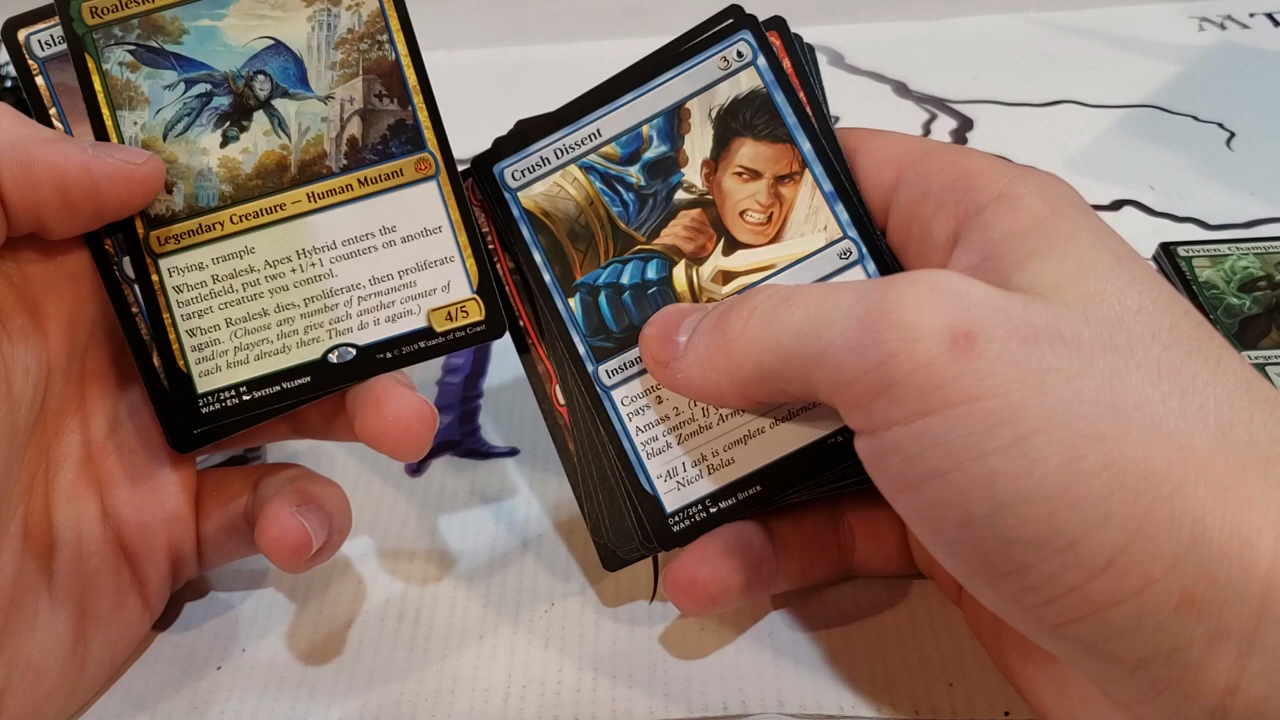 Isla
Roalesk,
Legendary Creature — Human Mutant
Flying, trample
When Roalesk, Apex Hybrid enters the
battlefield, put two +1/+1 counters on another
target creature you control.
When Roalesk dies, proliferate, then proliferate
again. (Choose any number of permanents
and/or players, then give each another counter of
each kind already there. Then do it again.)
4/5
213/264 M
WAR • EN Svetlin Velinov
™ & © 2019 Wizards of the Coast
3
Crush Dissent
Instan
Counte
pays 2.
Amass 2. (
you control. If
black Zombie Army
"All I ask is complete obedience.
—Nicol Bolas
047/264 C
WAR • EN Mike Bierek
™ &
MT
Vivien, Champio
Legen